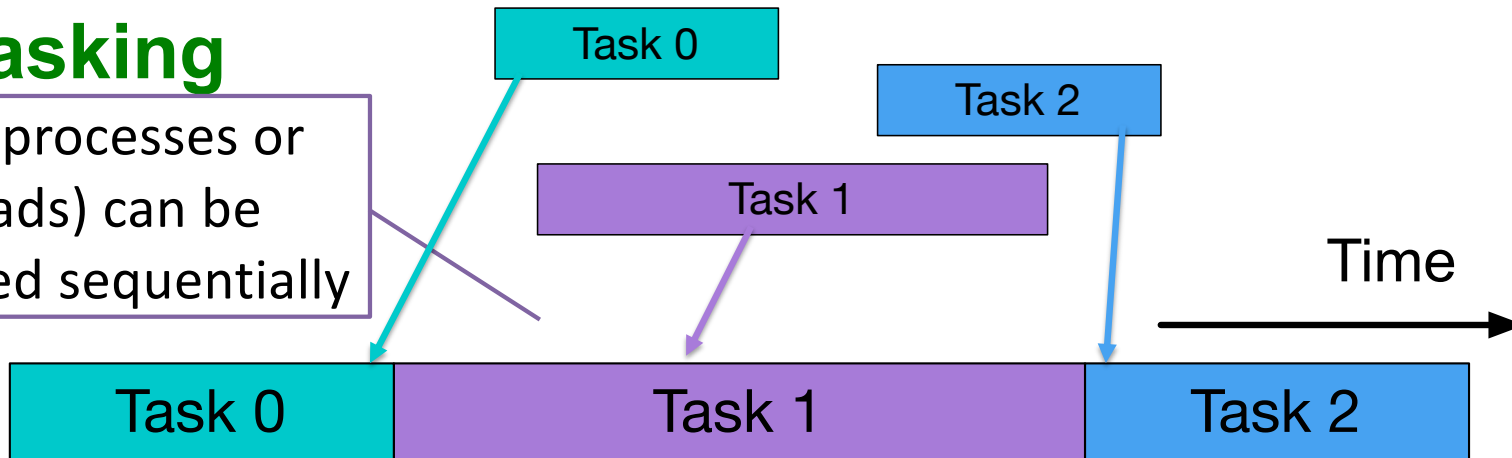 asking
Task 0
Task 2
processes or
ads) can be
ed sequentially
Task 1
Time
Task 0
Task 1
Task 2